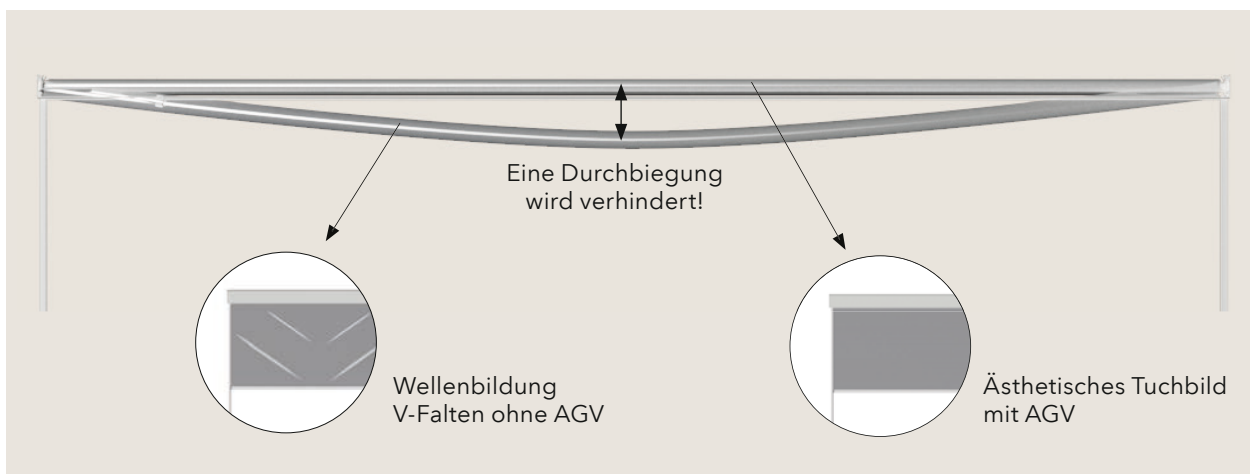 Eine Durchbiegung
wird verhindert!
Wellenbildung
V-Falten ohne AGV
Ästhetisches Tuchbild
mit AGV